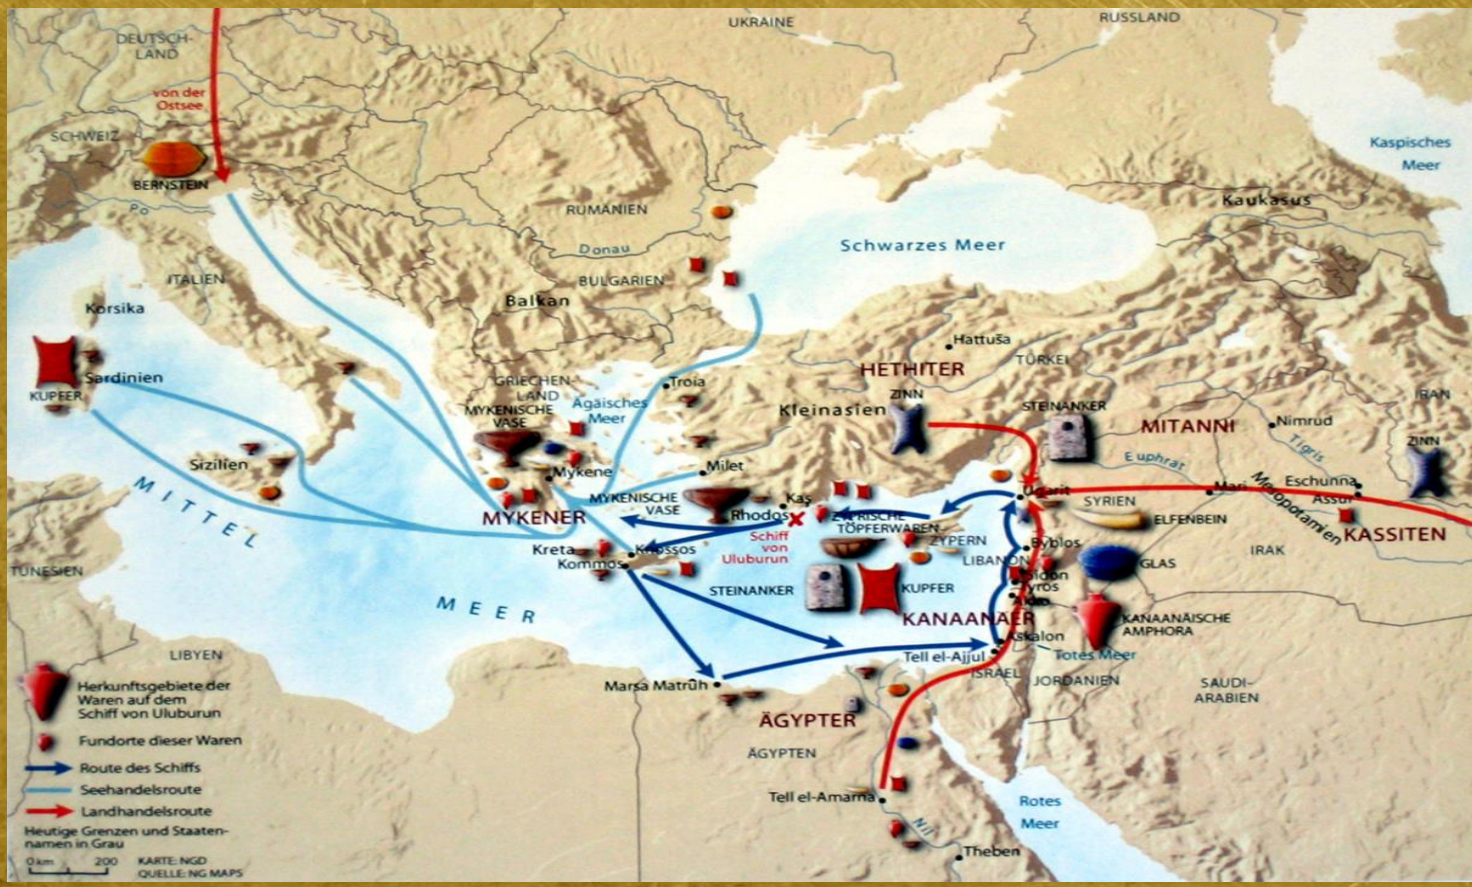 UKRAINE
RUSSLAND
DEUTSCH-
LAND
von der
Ostsee
SCHWEIZ
Kaspisches
Meer
BERNSTEIN
Po
Kaukasus
RUMÄNIEN
Donau
Schwarzes Meer
ITALIEN
BULGARIEN
Korsika
Balkan
Hattuša
TÜRKEI
HETHITER
Sardinien
KUPFER
GRIECHEN-
LAND
Troia
ZINN
IRAN
MYKENISCHE
VASE
Ägäisches
Meer
Kleinasien
STEINANKER
MITANNI
Nimrud
Tigris
ZINN
Sizilien
Mykene
Milet
Euphrat
Eschunna
Assur
Mari
Mesopotamien
MITTEL
MYKENISCHE
VASE
Kaş
Ugarit
SYRIEN
MYKENER
Rhodos
ZYPRISCHE
TÖPFERWAREN
ELFENBEIN
KASSITEN
Schiff
von
Uluburun
ZYPERN
Byblos
IRAK
Kreta
Knossos
Kommos
LIBANON
GLAS
TUNESIEN
Sidon
Tyros
STEINANKER
KUPFER
MEER
KANAANÄER
KANAANÄISCHE
AMPHORA
Askalon
LIBYEN
Tell el-Ajjul
Totes Meer
ISRAEL
JORDANIEN
SAUDI-
ARABIEN
Marsa Matrûh
Herkunftsgebiete der
Waren auf dem
Schiff von Uluburun
ÄGYPTER
Fundorte dieser Waren
ÄGYPTEN
Route des Schiffs
Seehandelsroute
Tell el-Amarna
Rotes
Meer
Landhandelsroute
Nil
Heutige Grenzen und Staaten-
namen in Grau
Theben
0 km 200
KARTE: NGD
QUELLE: NG MAPS